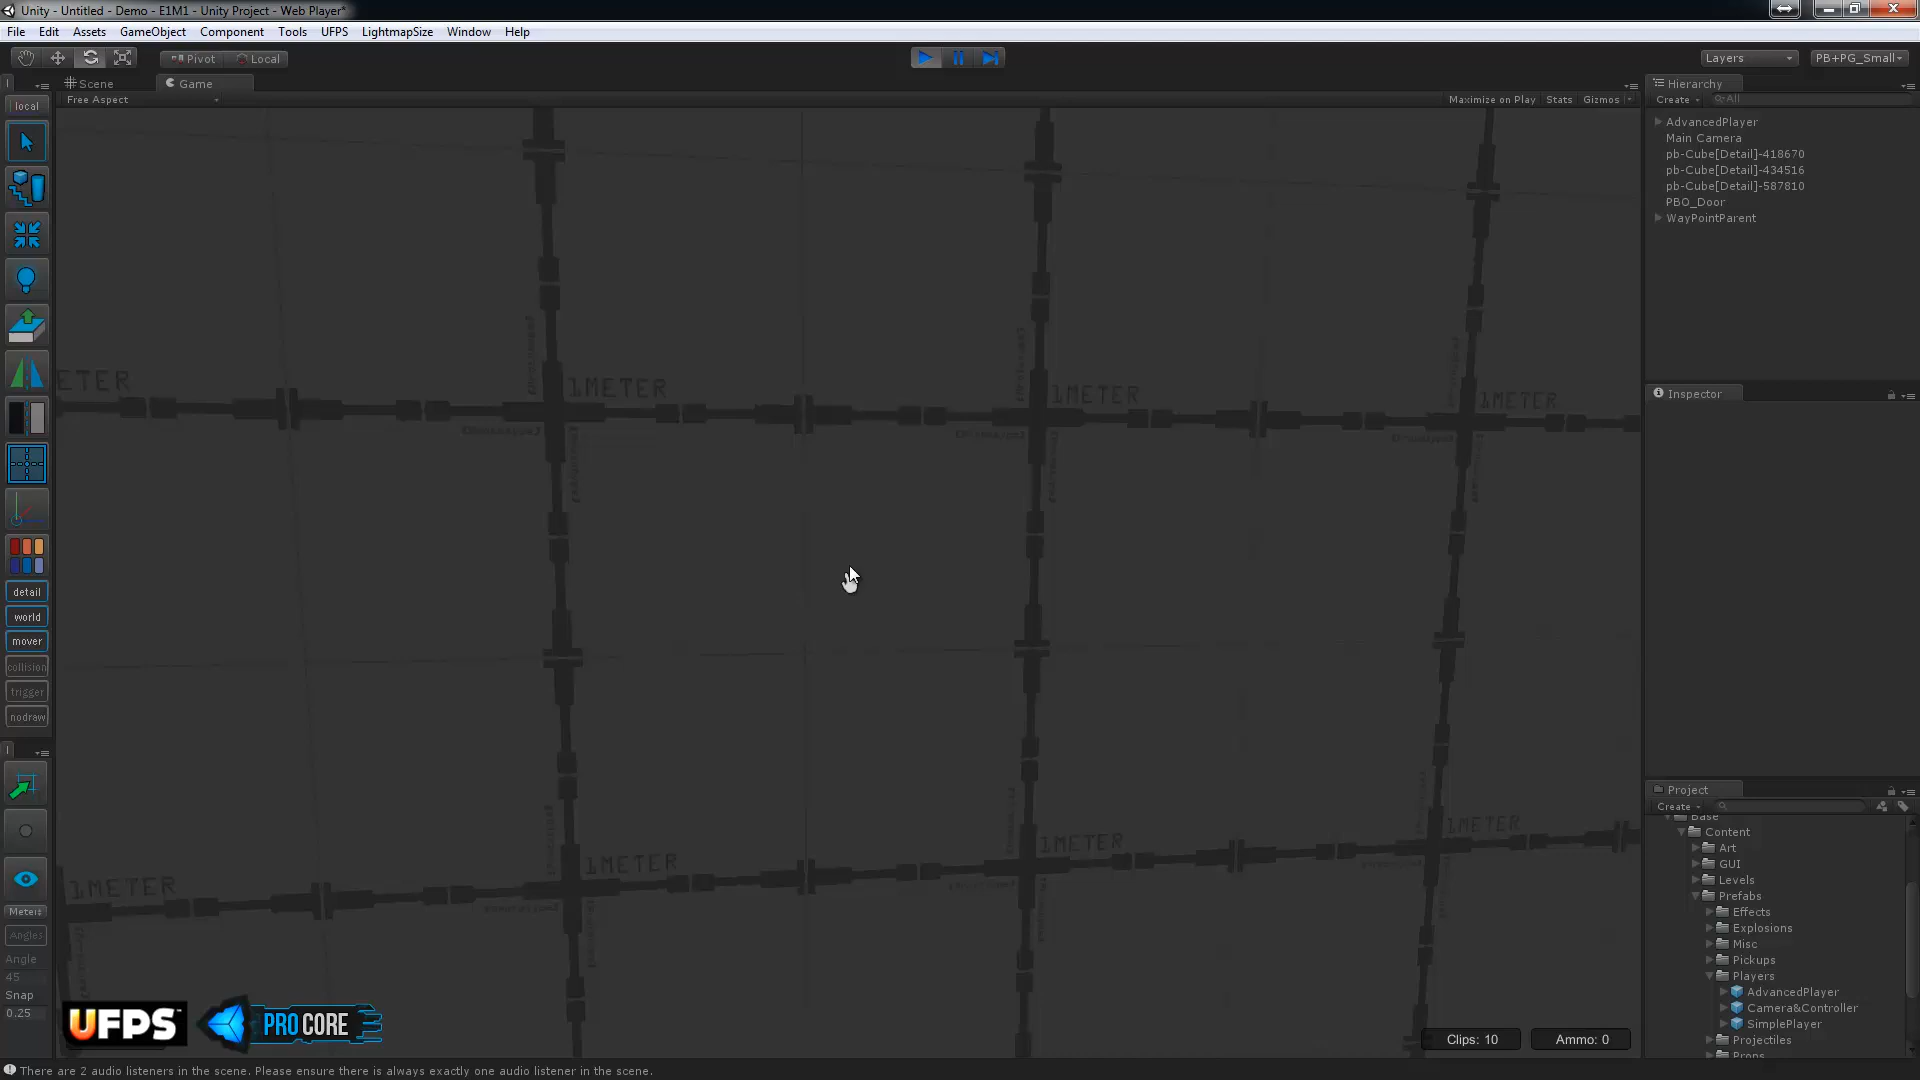 Unity - Untitled - Demo - E1M1 - Unity Project - Web Player*
File Edit Assets GameObject Component Tools UFPS LightmapSize Window Help
Pivot Local
Layers PB+PG_Small
Scene Game
Free Aspect
Maximize on Play Stats Gizmos
Hierarchy
Create All
AdvancedPlayer
Main Camera
pb-Cube[Detail]-418670
pb-Cube[Detail]-434516
pb-Cube[Detail]-587810
PBO_Door
WayPointParent
Inspector
Project
Create
Base
Content
Art
GUI
Levels
Prefabs
Effects
Explosions
Misc
Pickups
Players
AdvancedPlayer
Camera&Controller
SimplePlayer
Projectiles
Props
local
detail
world
mover
collision
trigger
nodraw
Meter
Angles
Angle
45
Snap
0.25
ETER
1METER
1METER
1METER
1METER
1METER
1METER
1METER
UFPS
PROCORE
Clips: 10
Ammo: 0
There are 2 audio listeners in the scene. Please ensure there is always exactly one audio listener in the scene.